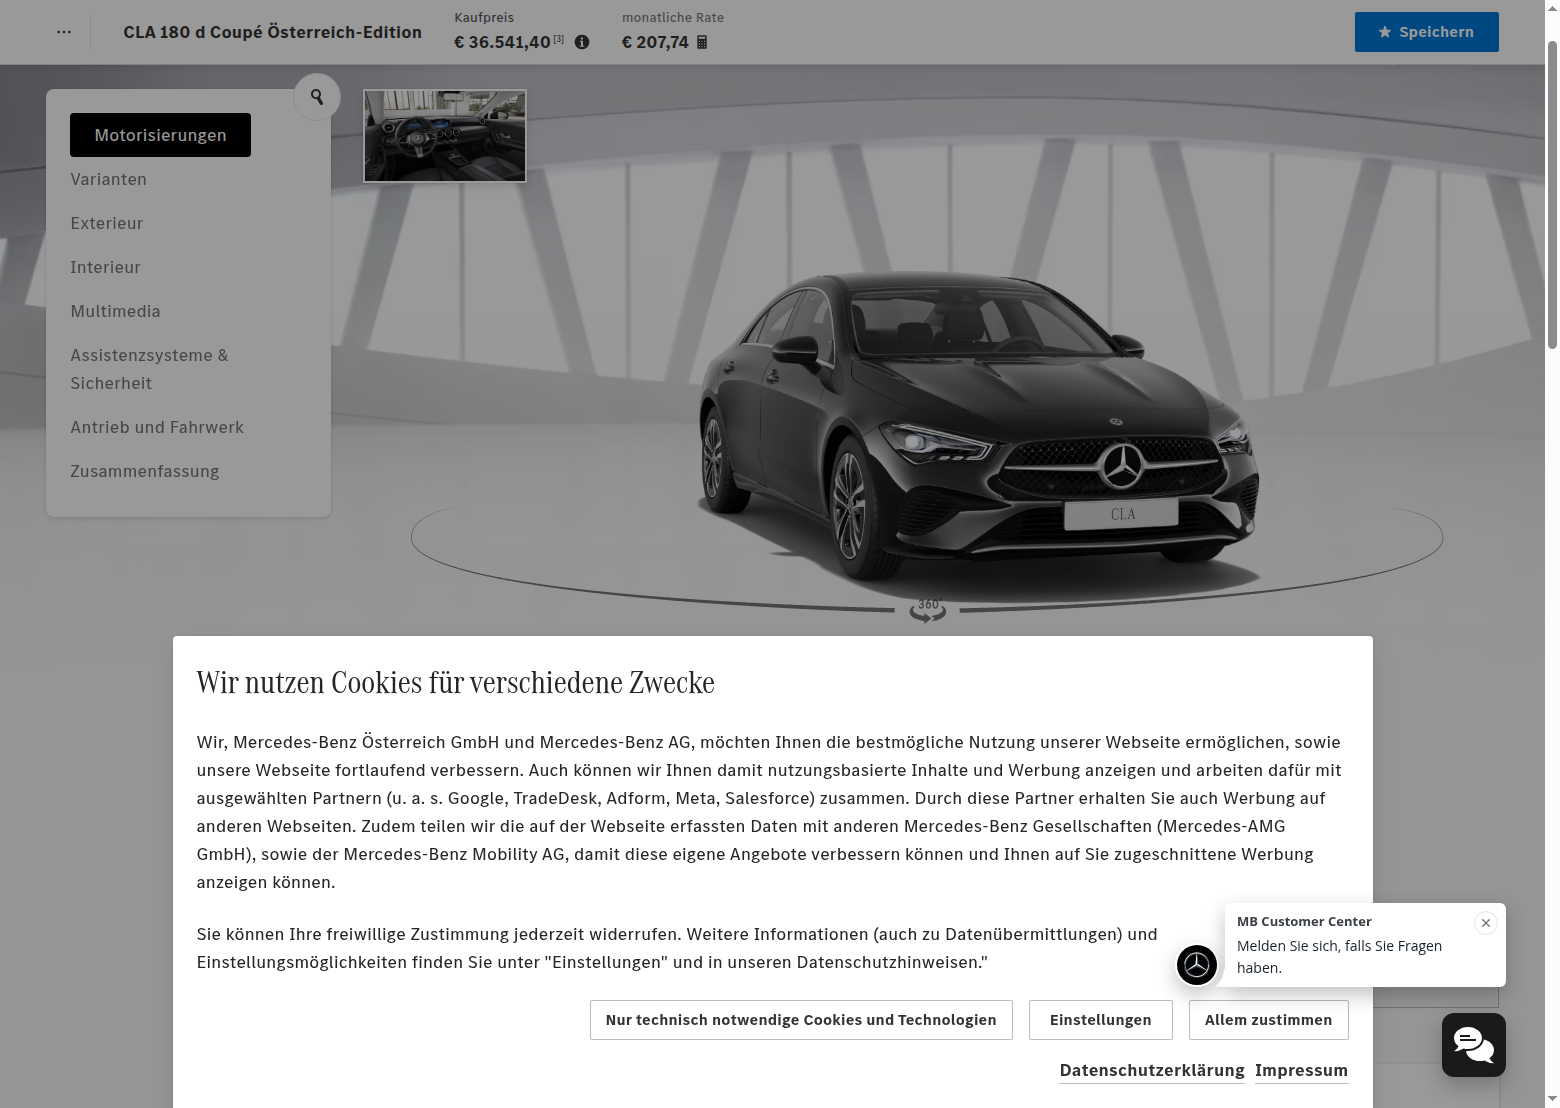 CLA 180 d Coupé Österreich-Edition
Kaufpreis
€ 36.541,40 [3]
monatliche Rate
€ 207,74
Speichern
Motorisierungen
Varianten
Exterieur
Interieur
Multimedia
Assistenzsysteme &
Sicherheit
Antrieb und Fahrwerk
Zusammenfassung
CLA
360°
Wir nutzen Cookies für verschiedene Zwecke
Wir, Mercedes-Benz Österreich GmbH und Mercedes-Benz AG, möchten Ihnen die bestmögliche Nutzung unserer Webseite ermöglichen, sowie
unsere Webseite fortlaufend verbessern. Auch können wir Ihnen damit nutzungsbasierte Inhalte und Werbung anzeigen und arbeiten dafür mit
ausgewählten Partnern (u. a. s. Google, TradeDesk, Adform, Meta, Salesforce) zusammen. Durch diese Partner erhalten Sie auch Werbung auf
anderen Webseiten. Zudem teilen wir die auf der Webseite erfassten Daten mit anderen Mercedes-Benz Gesellschaften (Mercedes-AMG
GmbH), sowie der Mercedes-Benz Mobility AG, damit diese eigene Angebote verbessern können und Ihnen auf Sie zugeschnittene Werbung
anzeigen können.
Sie können Ihre freiwillige Zustimmung jederzeit widerrufen. Weitere Informationen (auch zu Datenübermittlungen) und
Einstellungsmöglichkeiten finden Sie unter "Einstellungen" und in unseren Datenschutzhinweisen."
MB Customer Center
Melden Sie sich, falls Sie Fragen
haben.
Nur technisch notwendige Cookies und Technologien
Einstellungen
Allem zustimmen
Datenschutzerklärung
Impressum